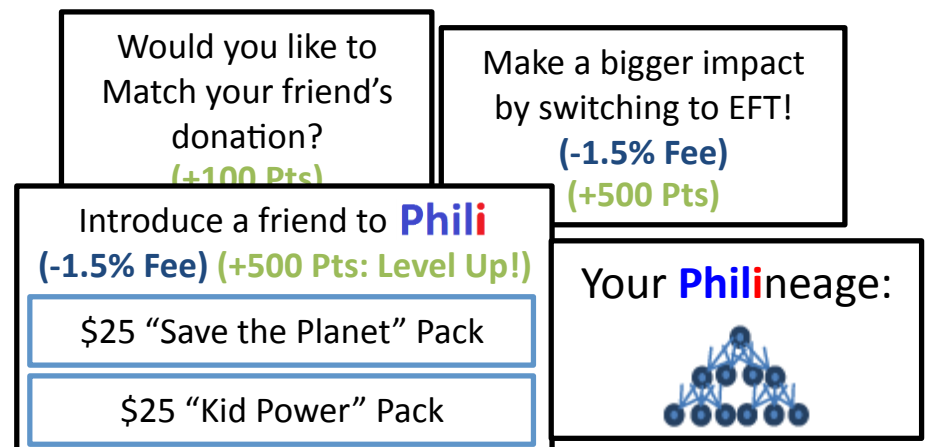 Would you like to
Match your friend's
donation?
(+100 Pts)
Make a bigger impact
by switching to EFT!
(-1.5% Fee)
(+500 Pts)
Introduce a friend to Phili
(-1.5% Fee) (+500 Pts: Level Up!)
$25 “Save the Planet” Pack
$25 “Kid Power” Pack
Your Philineage: